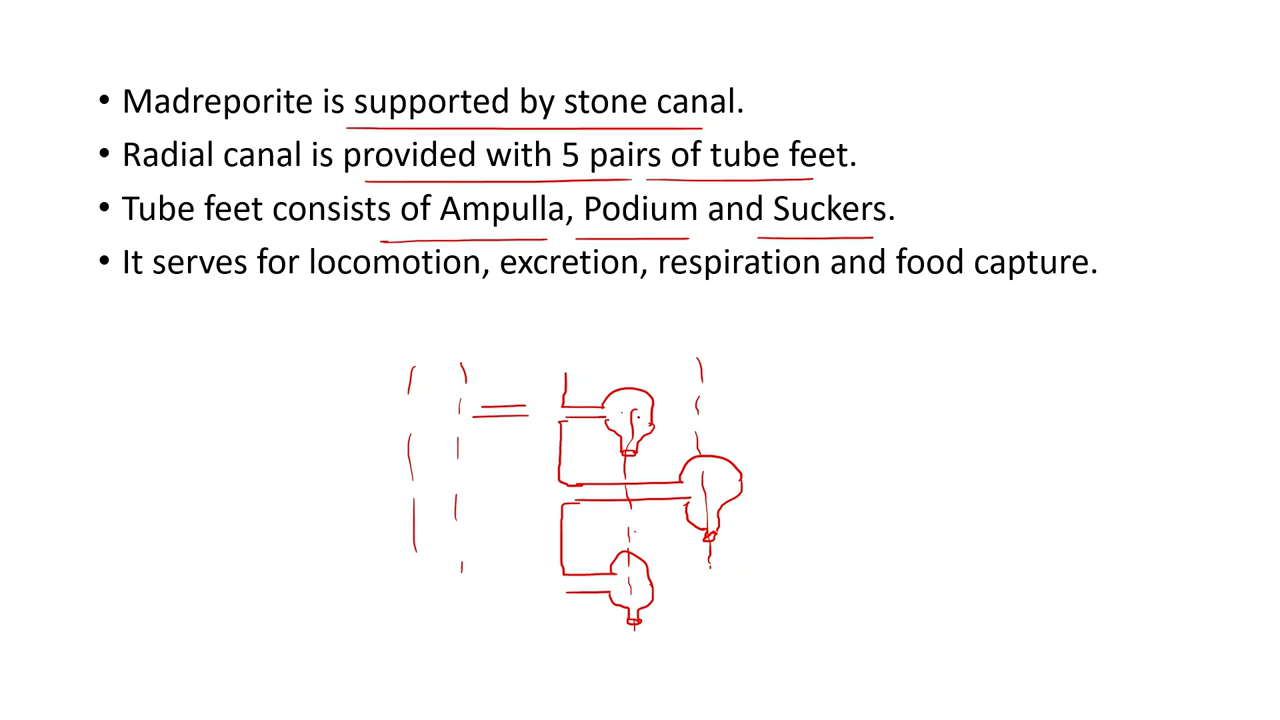 • Madreporite is supported by stone canal.
• Radial canal is provided with 5 pairs of tube feet.
• Tube feet consists of Ampulla, Podium and Suckers.
• It serves for locomotion, excretion, respiration and food capture.